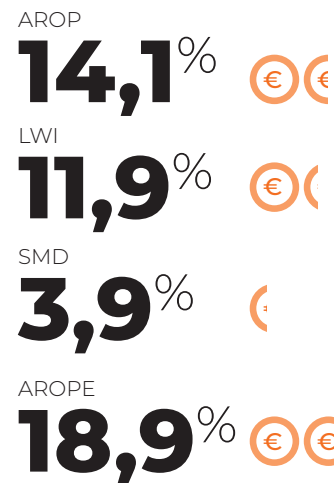 AROP
14,1% € €
LWI
11,9% €
SMD
3,9%
AROPE
18,9% € €